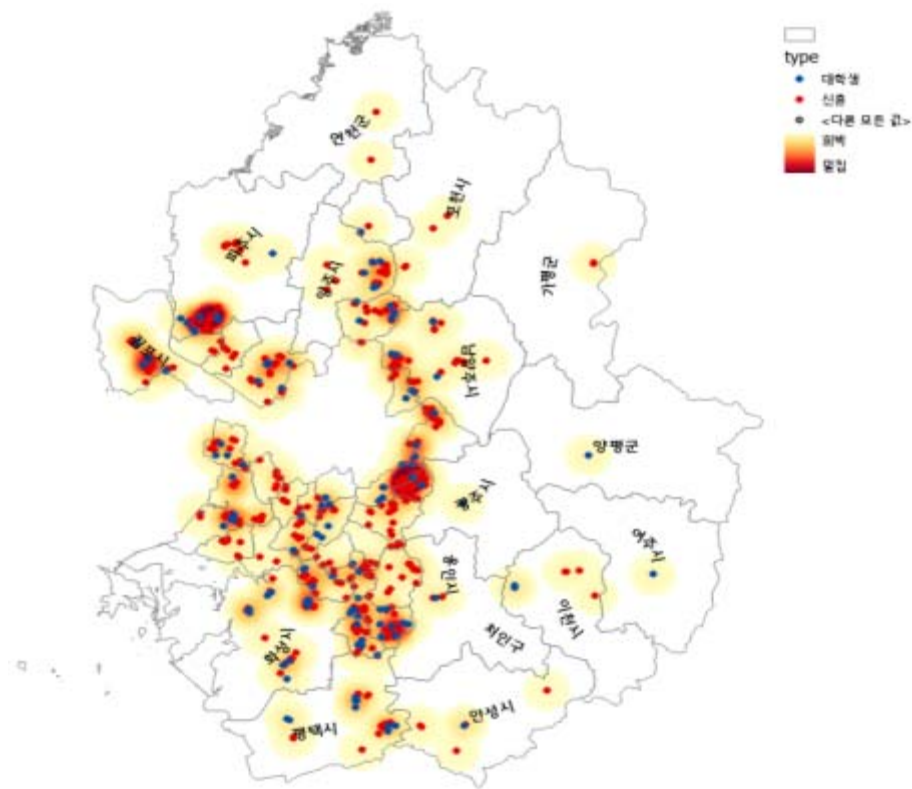 type
대학생
신흥
<다른 모든 값>
희박
밀집
연천군
포천시
파주시
가평군
양주시
김포시
남양주시
양평군
광주시
여주시
용인시
이천시
처인구
화성시
안성시
평택시